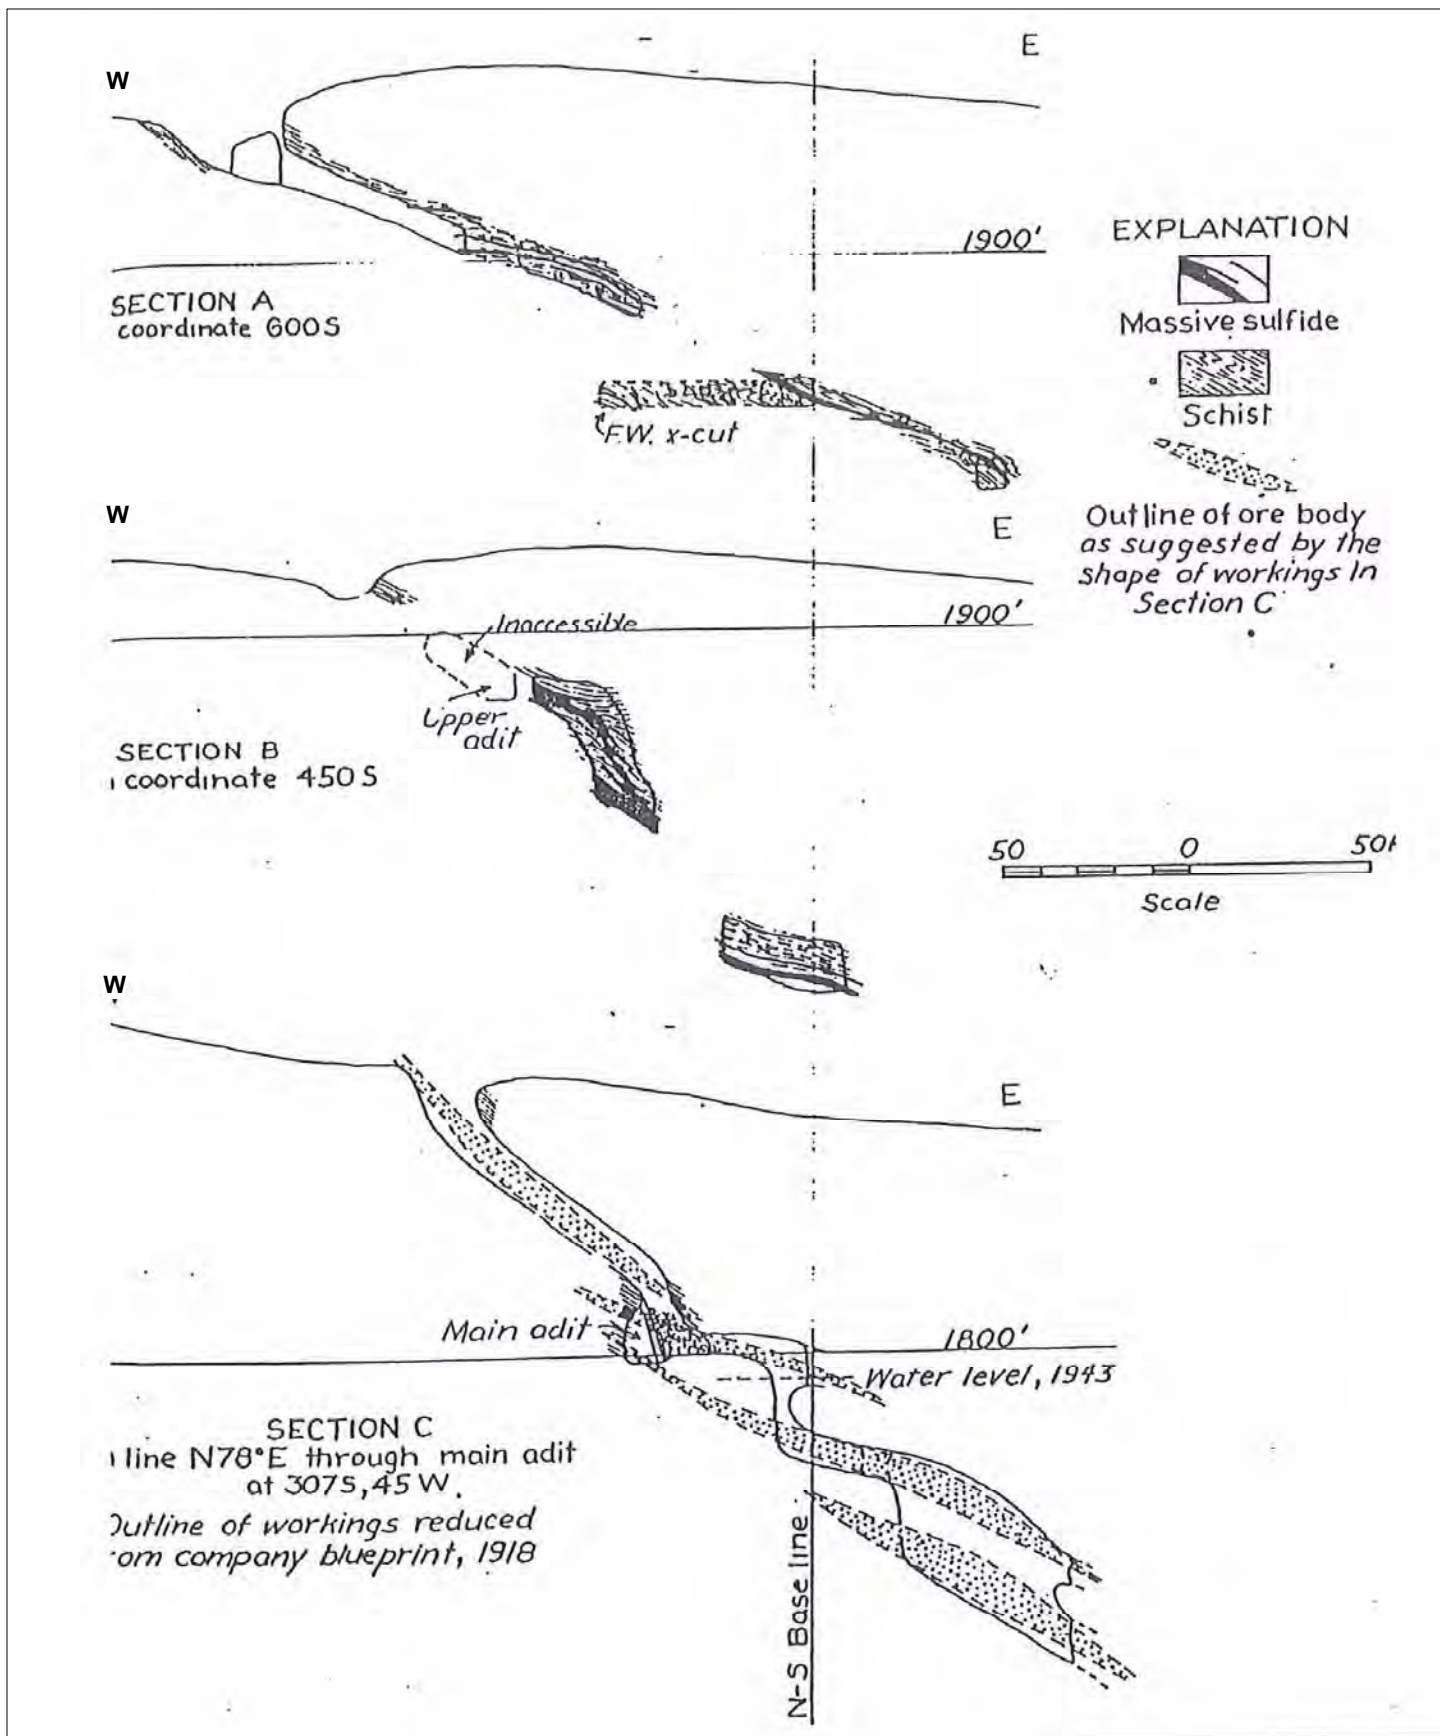 E
W
1900'
EXPLANATION
SECTION A
coordinate 600S
Massive sulfide
Schist
F.W. x-cut
W
E
Outline of ore body
as suggested by the
shape of workings In
Section C
1900'
Inaccessible
Upper
adit
SECTION B
coordinate 450S
50 0 50
Scale
W
E
Main adit
1800'
Water level, 1943
SECTION C
line N78°E through main adit
at 307S, 45W.
Outline of workings reduced
om company blueprint, 1918
N-S Base line